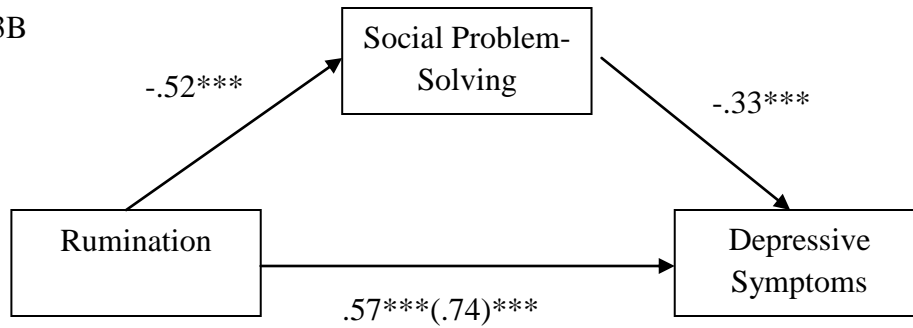 3B
Social Problem-
Solving
-.52***
-.33***
Rumination
Depressive
Symptoms
.57***(.74)***